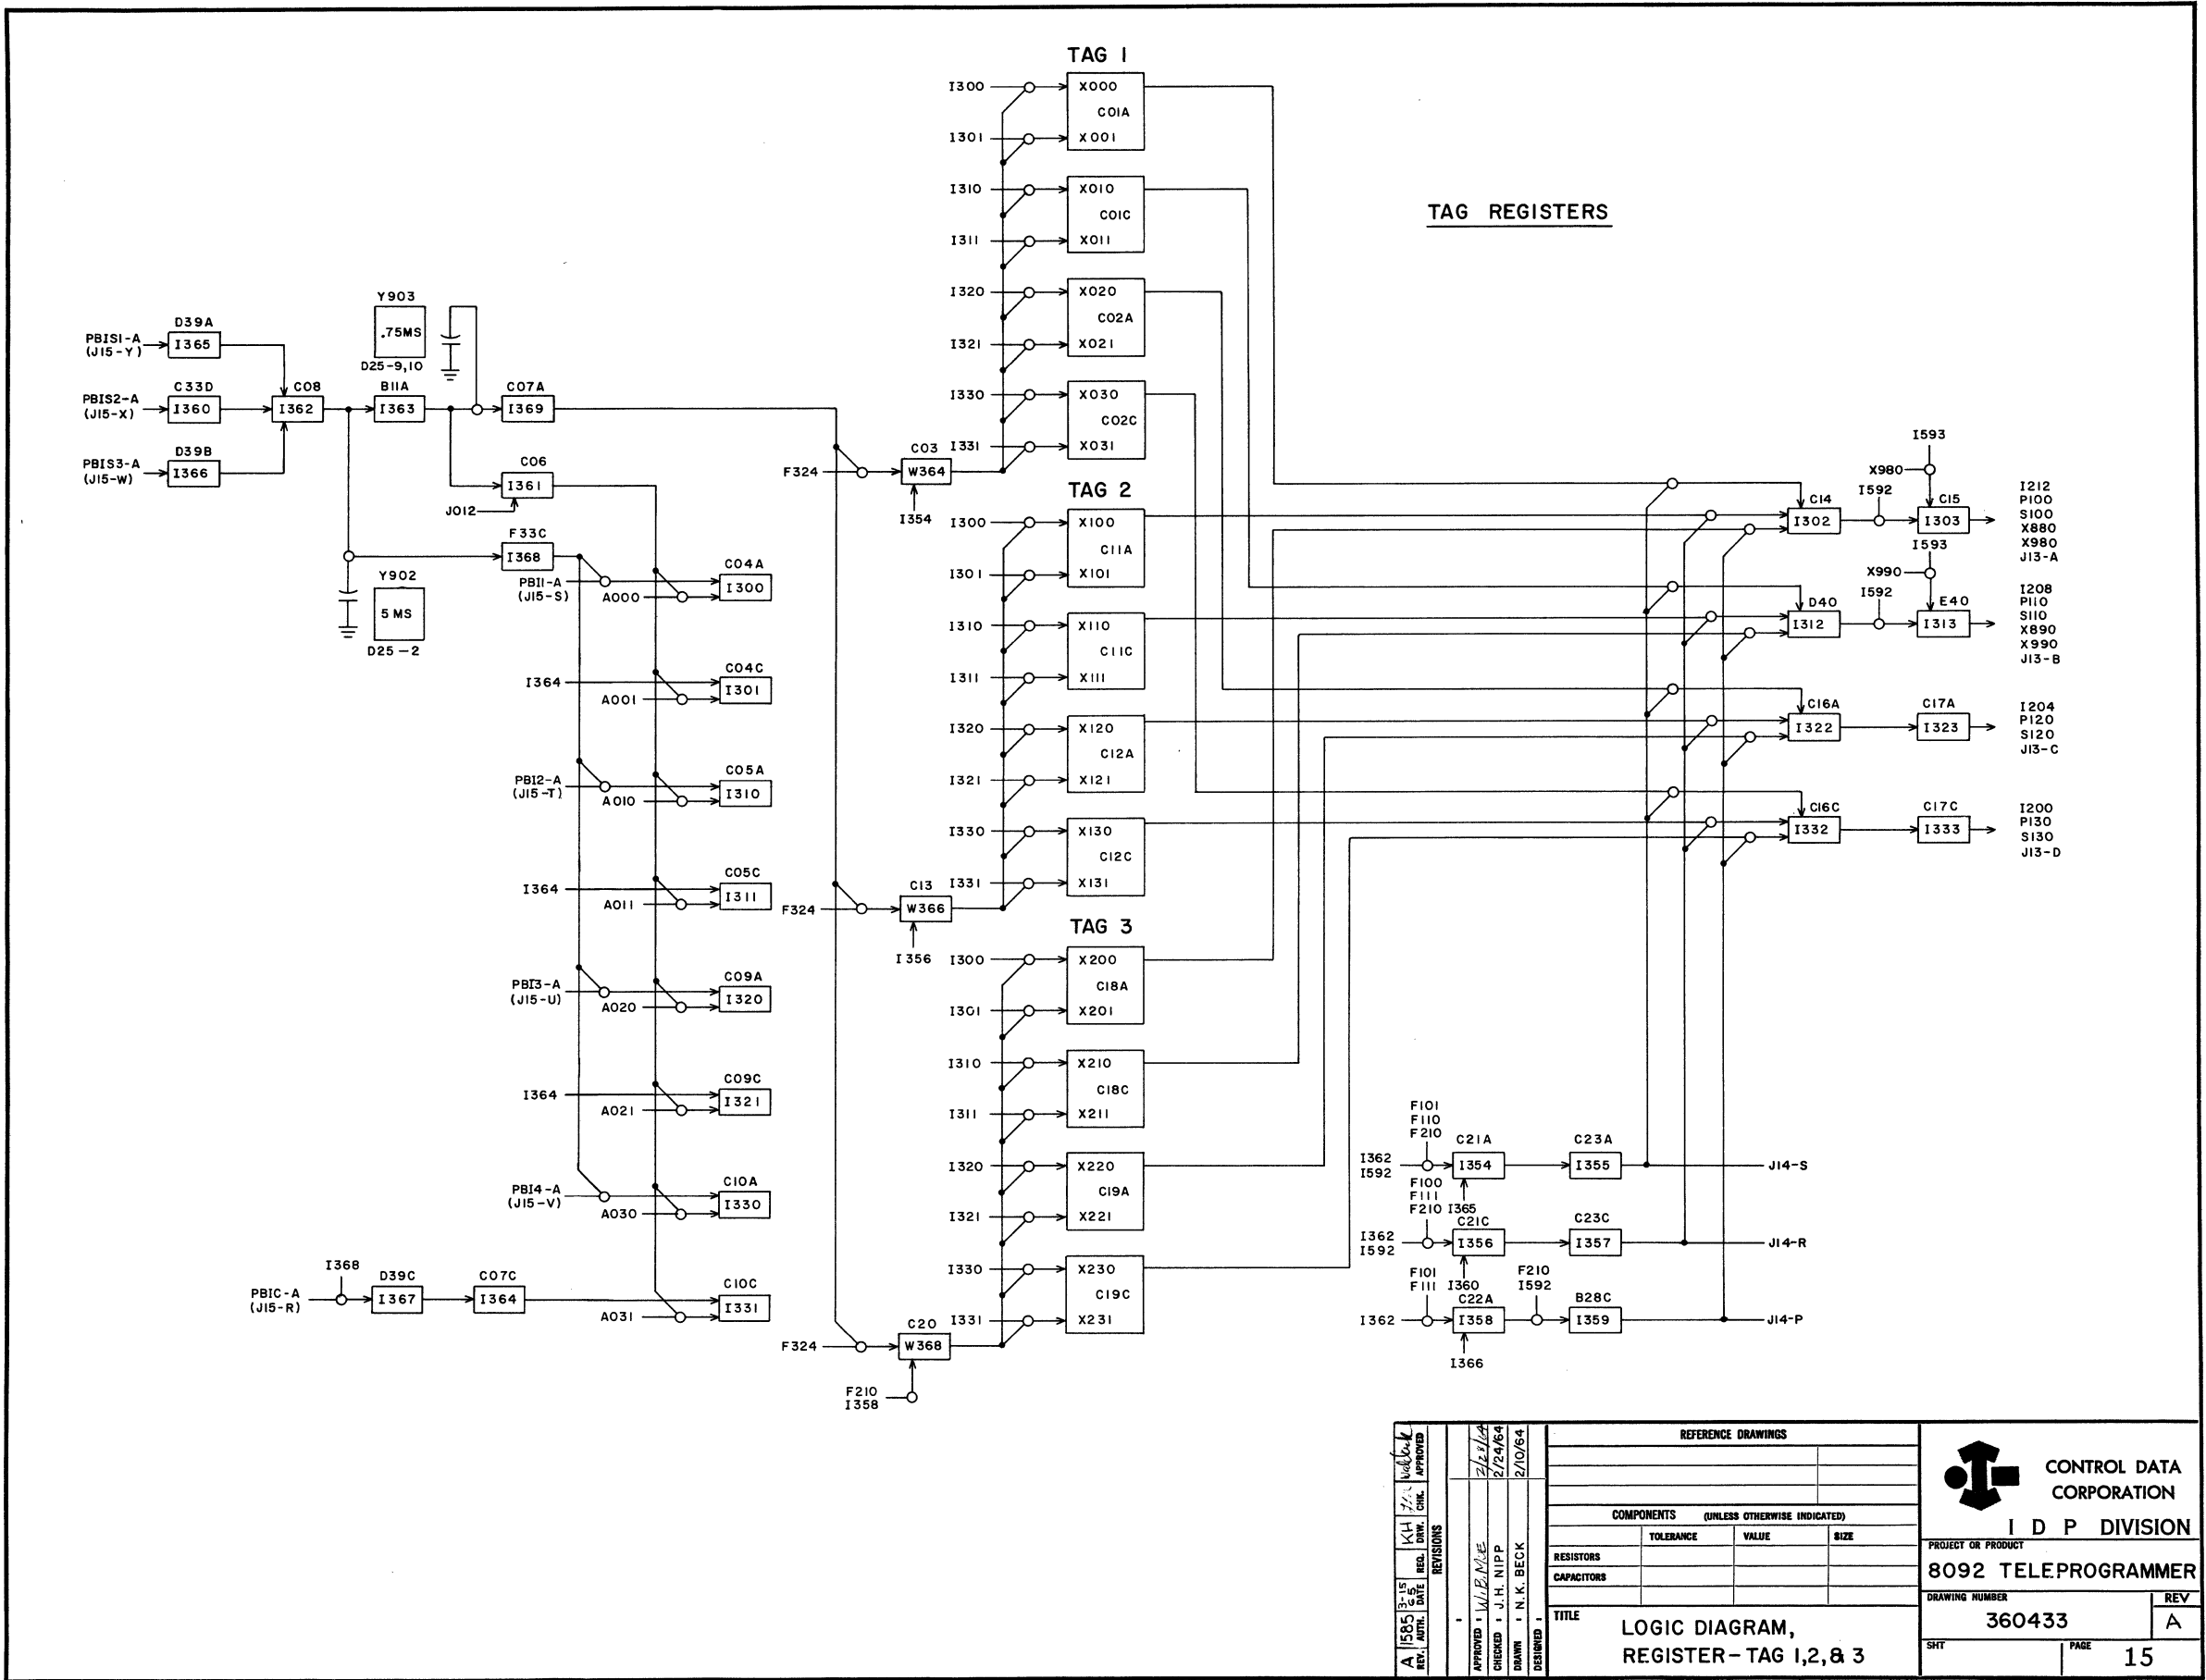 TAG REGISTERS
PBIS1-A
(J15-Y)
D39A
I365
PBIS2-A
(J15-X)
C33D
I360
PBIS3-A
(J15-W)
D39B
I366
C08
I362
Y903
.75MS
D25-9,10
B11A
I363
C07A
I369
C06
I361
J012
F33C
I368
Y902
5 MS
D25-2
PBI1-A
(J15-S)
A000
C04A
I300
I364
A001
C04C
I301
PBI2-A
(J15-T)
A010
C05A
I310
I364
A011
C05C
I311
PBI3-A
(J15-U)
A020
C09A
I320
I364
A021
C09C
I321
PBI4-A
(J15-V)
A030
C10A
I330
PBIC-A
(J15-R)
I368
D39C
I367
C07C
I364
A031
C10C
I331
TAG 1
I300
X000
C01A
I301
X001
I310
X010
C01C
I311
X011
I320
X020
C02A
I321
X021
I330
X030
C02C
I331
X031
F324
C03
W364
I354
TAG 2
I300
X100
C11A
I301
X101
I310
X110
C11C
I311
X111
I320
X120
C12A
I321
X121
I330
X130
C12C
I331
X131
F324
C13
W366
I356
TAG 3
I300
X200
C18A
I301
X201
I310
X210
C18C
I311
X211
I320
X220
C19A
I321
X221
I330
X230
C19C
I331
X231
F324
C20
W368
F210
I358
C14
I302
I592
I593
X980
C15
I303
I212
P100
S100
X880
X980
J13-A
D40
I312
I592
I593
X990
E40
I313
I208
P110
S110
X890
X990
J13-B
C16A
I322
C17A
I323
I204
P120
S120
J13-C
C16C
I332
C17C
I333
I200
P130
S130
J13-D
F101
F110
F210
I362
I592
C21A
I354
I365
C23A
I355
J14-S
F100
F111
F210
I362
I592
C21C
I356
I360
C23C
I357
J14-R
F101
F111
I362
C22A
I358
I366
F210
I592
B28C
I359
J14-P
A 1585 3-15 65 KH
REV. AUTH. DATE REQ. DRW. CHK. APPROVED
REVISIONS
APPROVED 2/28/64
CHECKED J. H. NIPP 2/24/64
DRAWN N. K. BECK 2/10/64
DESIGNED
REFERENCE DRAWINGS
COMPONENTS (UNLESS OTHERWISE INDICATED)
TOLERANCE VALUE SIZE
RESISTORS
CAPACITORS
TITLE
LOGIC DIAGRAM,
REGISTER-TAG 1,2,& 3
CONTROL DATA
CORPORATION
I D P DIVISION
PROJECT OR PRODUCT
8092 TELEPROGRAMMER
DRAWING NUMBER
360433
REV
A
SHT
PAGE
15